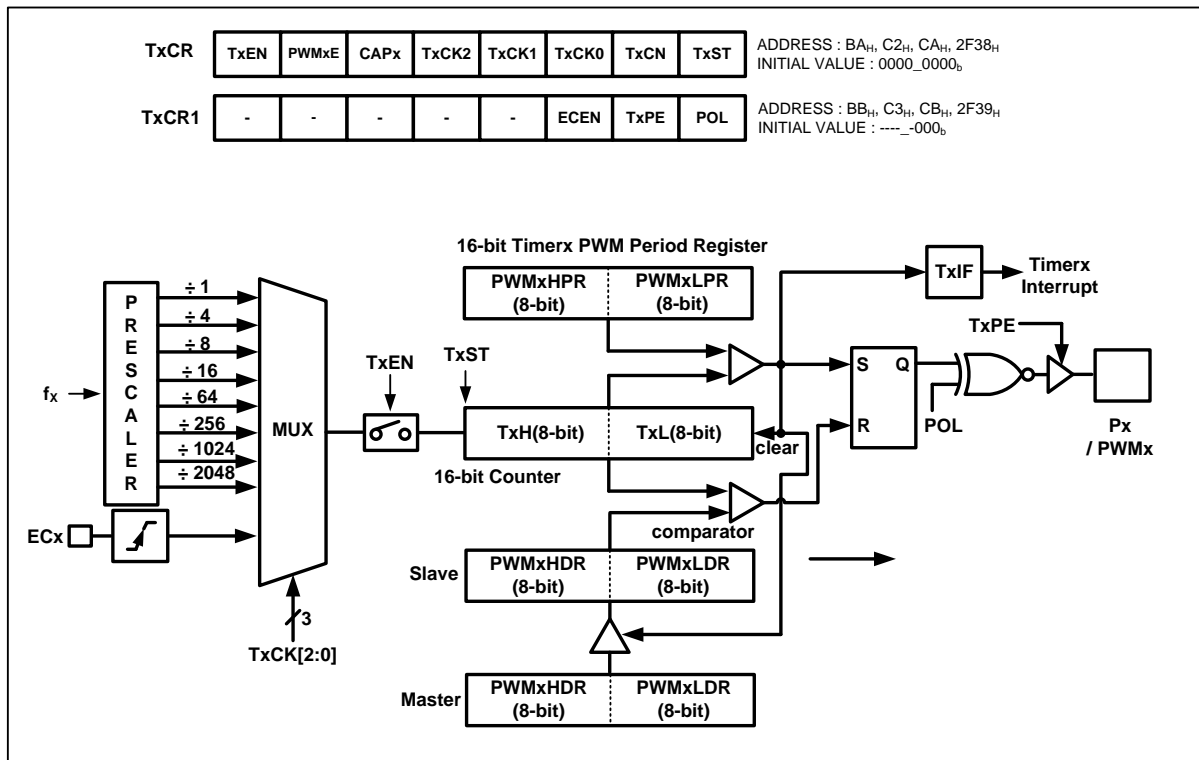 TxCR TxEN PWMxE CAPx TxCK2 TxCK1 TxCK0 TxCN TxST
ADDRESS : BAH, C2H, CAH, 2F38H
INITIAL VALUE : 0000_0000b
TxCR1 - - - - - ECEN TxPE POL
ADDRESS : BBH, C3H, CBH, 2F39H
INITIAL VALUE : ----_-000b
16-bit Timerx PWM Period Register
PWMxHPR
(8-bit)
PWMxLPR
(8-bit)
TxIF
Timerx
Interrupt
fX
PRESCALER
÷ 1
÷ 4
÷ 8
÷ 16
÷ 64
÷ 256
÷ 1024
÷ 2048
ECx
MUX
3
TxCK[2:0]
TxEN
TxST
TxH(8-bit)
TxL(8-bit)
clear
16-bit Counter
comparator
S
Q
R
POL
TxPE
Px
/ PWMx
Slave
PWMxHDR
(8-bit)
PWMxLDR
(8-bit)
Master
PWMxHDR
(8-bit)
PWMxLDR
(8-bit)